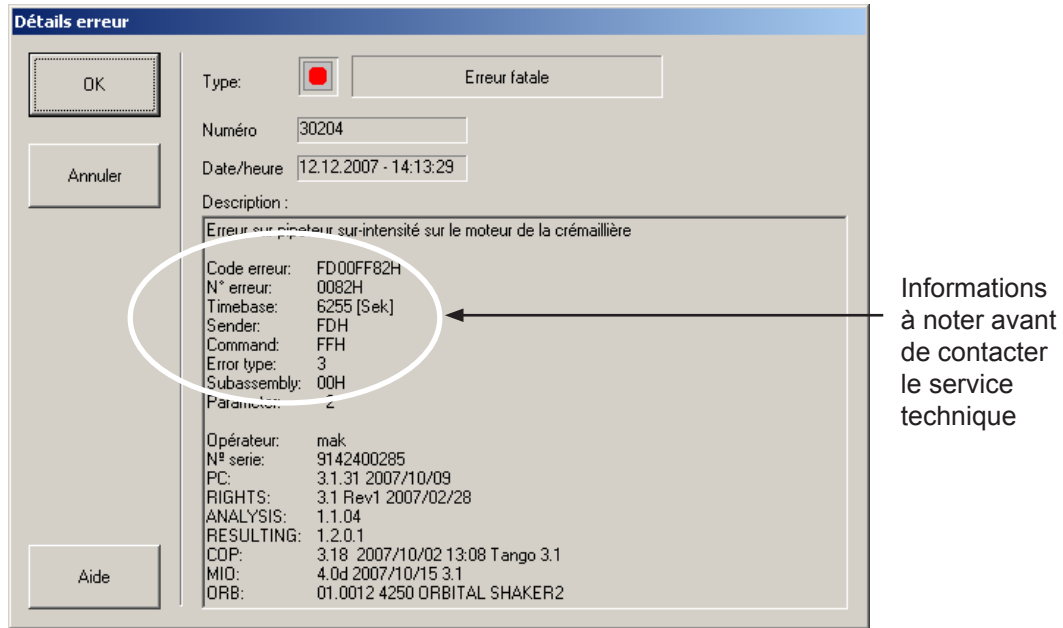 Détails erreur
OK
Annuler
Aide
Type: Erreur fatale
Numéro 30204
Date/heure 12.12.2007 - 14:13:29
Description :
Erreur sur pipeteur sur-intensité sur le moteur de la crémaillière
Code erreur: FD00FF82H
N° erreur: 0082H
Timebase: 6255 [Sek]
Sender: FDH
Command: FFH
Error type: 3
Subassembly: 00H
Parameter: 2
Opérateur: mak
Nº serie: 9142400285
PC: 3.1.31 2007/10/09
RIGHTS: 3.1 Rev1 2007/02/28
ANALYSIS: 1.1.04
RESULTING: 1.2.0.1
COP: 3.18 2007/10/02 13:08 Tango 3.1
MIO: 4.0d 2007/10/15 3.1
ORB: 01.0012 4250 ORBITAL SHAKER2
Informations
à noter avant
de contacter
le service
technique